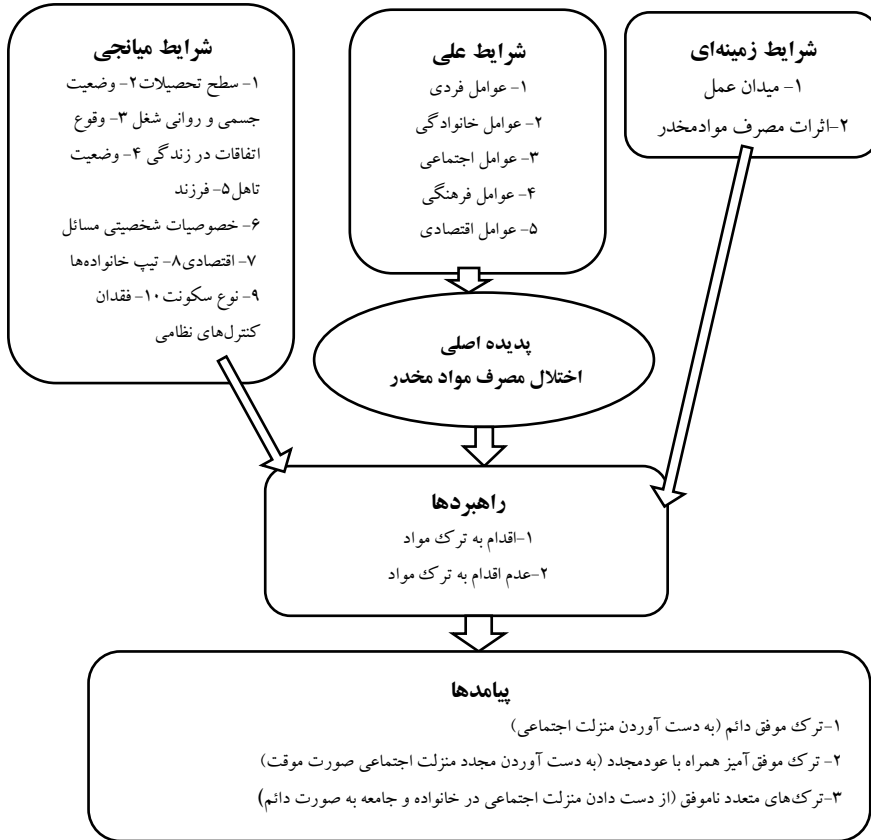 شرایط زمینه‌ای
۱- میدان عمل
۲-اثرات مصرف موادمخدر
شرایط علی
۱- عوامل فردی
۲- عوامل خانوادگی
۳- عوامل اجتماعی
۴- عوامل فرهنگی
۵- عوامل اقتصادی
شرایط میانجی
۱- سطح تحصیلات۲- وضعیت
جسمی و روانی شغل ۳- وقوع
اتفاقات در زندگی ۴- وضعیت
تاهل۵- فرزند
۶- خصوصیات شخصیتی مسائل
۷- اقتصادی۸- تیپ خانواده‌ها
۹- نوع سکونت۱۰- فقدان
کنترل‌های نظامی
پدیده اصلی
اختلال مصرف مواد مخدر
راهبردها
۱-اقدام به ترک مواد
۲-عدم اقدام به ترک مواد
پیامدها
۱-ترک موفق دائم (به دست آوردن منزلت اجتماعی)
۲- ترک موفق آمیز همراه با عودمجدد (به دست آوردن مجدد منزلت اجتماعی صورت موقت)
۳-ترک‌های متعدد ناموفق (از دست دادن منزلت اجتماعی در خانواده و جامعه به صورت دائم)